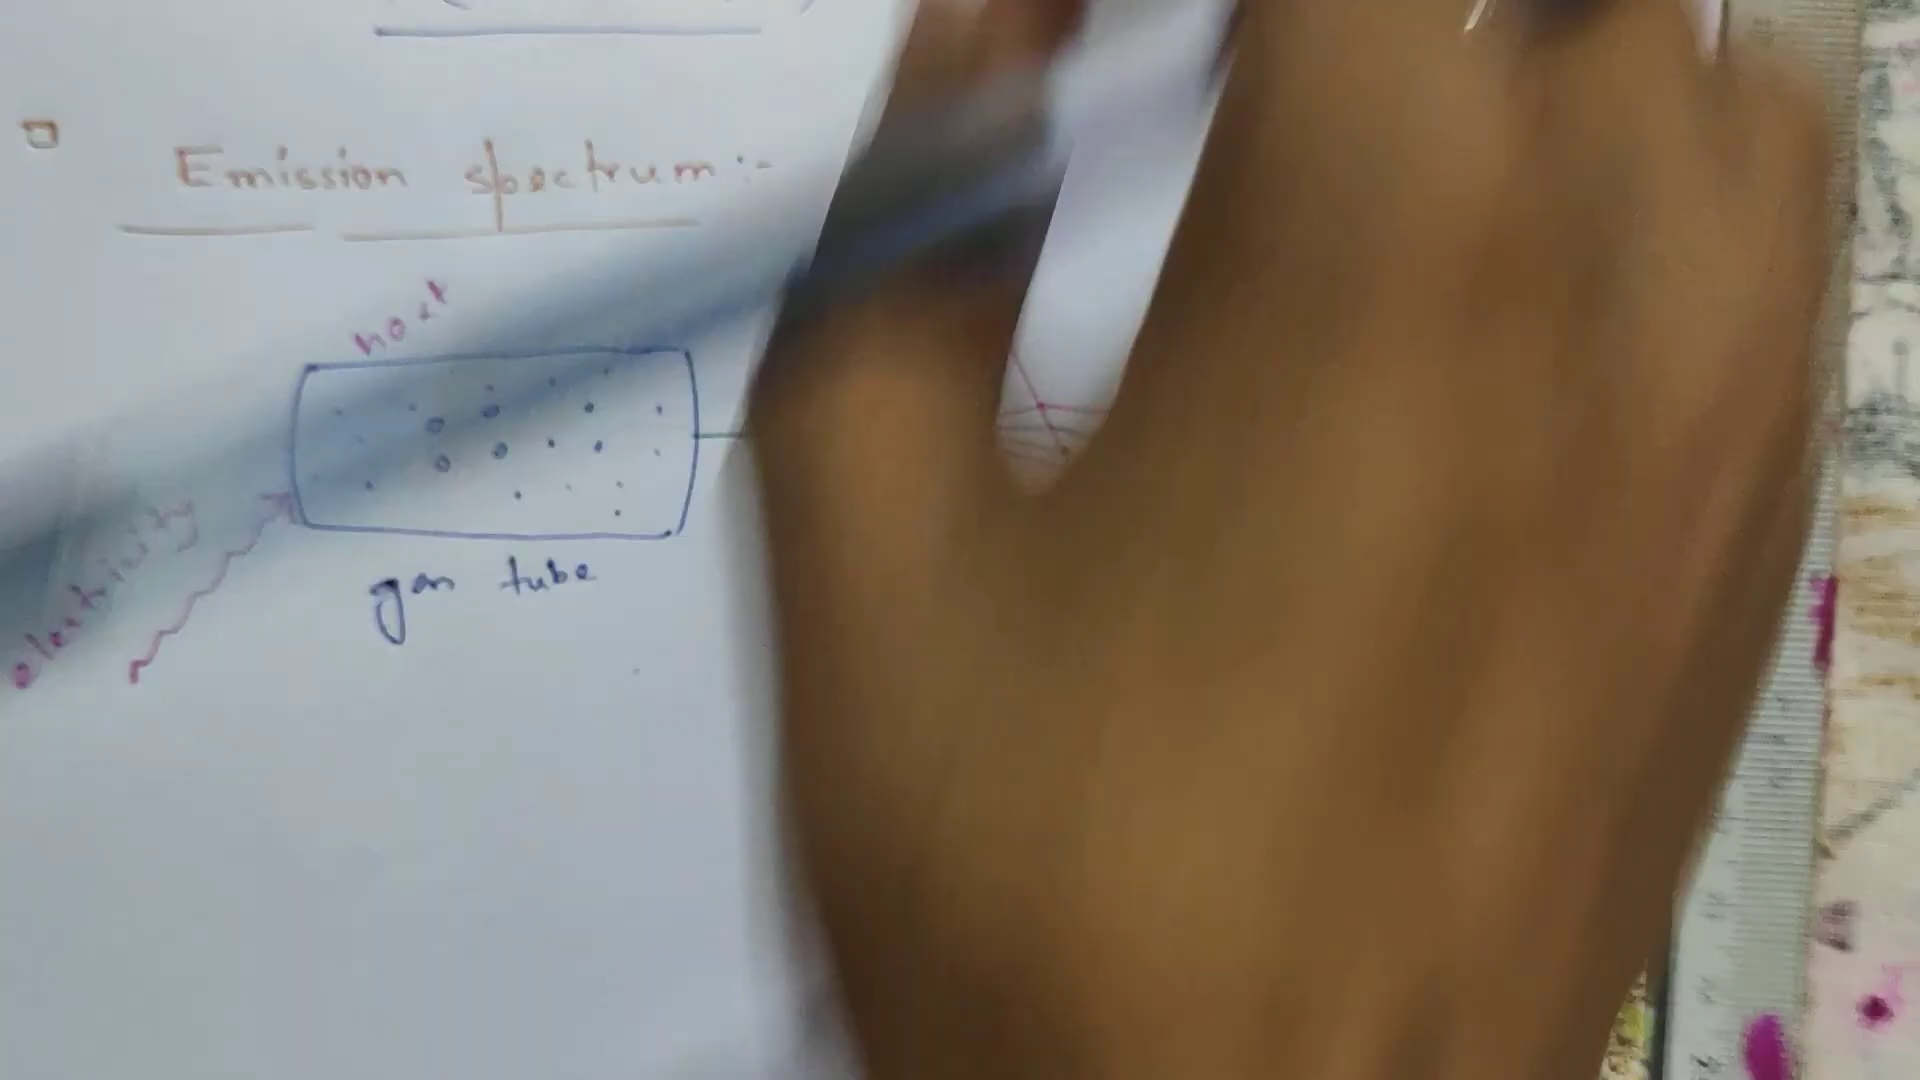 Emission spectrum :-
heat
electricity
gas tube